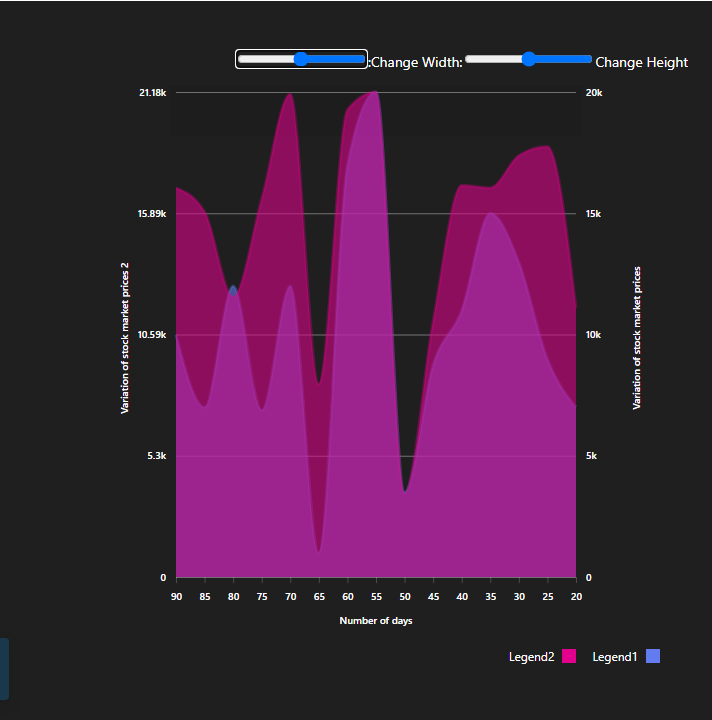 :Change Width: Change Height
21.18k 20k
15.89k 15k
Variation of stock market prices 2
Variation of stock market prices
10.59k 10k
5.3k 5k
0 0
90 85 80 75 70 65 60 55 50 45 40 35 30 25 20
Number of days
Legend2 Legend1